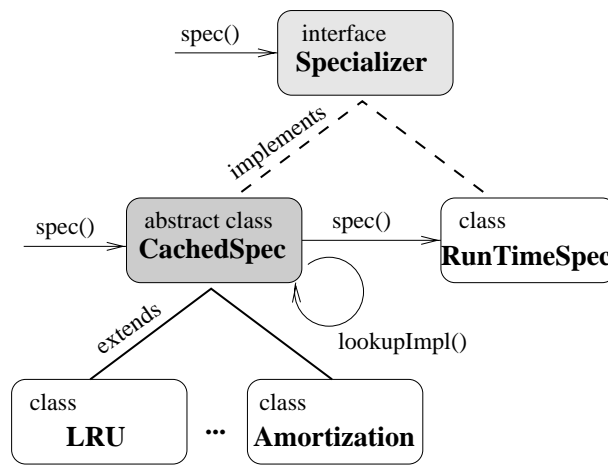 interface
spec()
Specializer
implements
abstract class
spec()
spec()
class
CachedSpec
RunTimeSpec
extends
lookupImpl()
class
LRU
...
class
Amortization